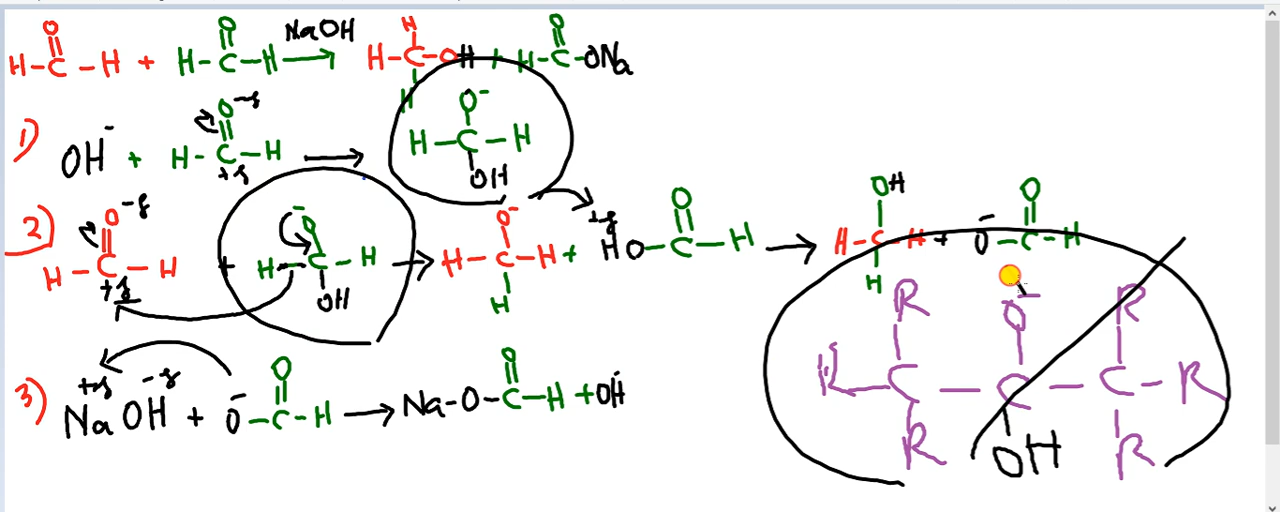 O O NaOH H O
H-C-H + H-C-H → H-C-OH + H-C-ONa
H
1) OH⁻ + H-C-H → H-C-H
O -δ O⁻
+δ OH
2) H-C-H + H-C-H → H-C-H + HO-C-H → H-C-H + O⁻-C-H
O -δ O⁻ O⁻ +δ O OH O
+δ OH H H
3) NaOH + O⁻-C-H → Na-O-C-H + OH⁻
+δ -δ O O
R O⁻ R
R-C-C-C-R
R OH R